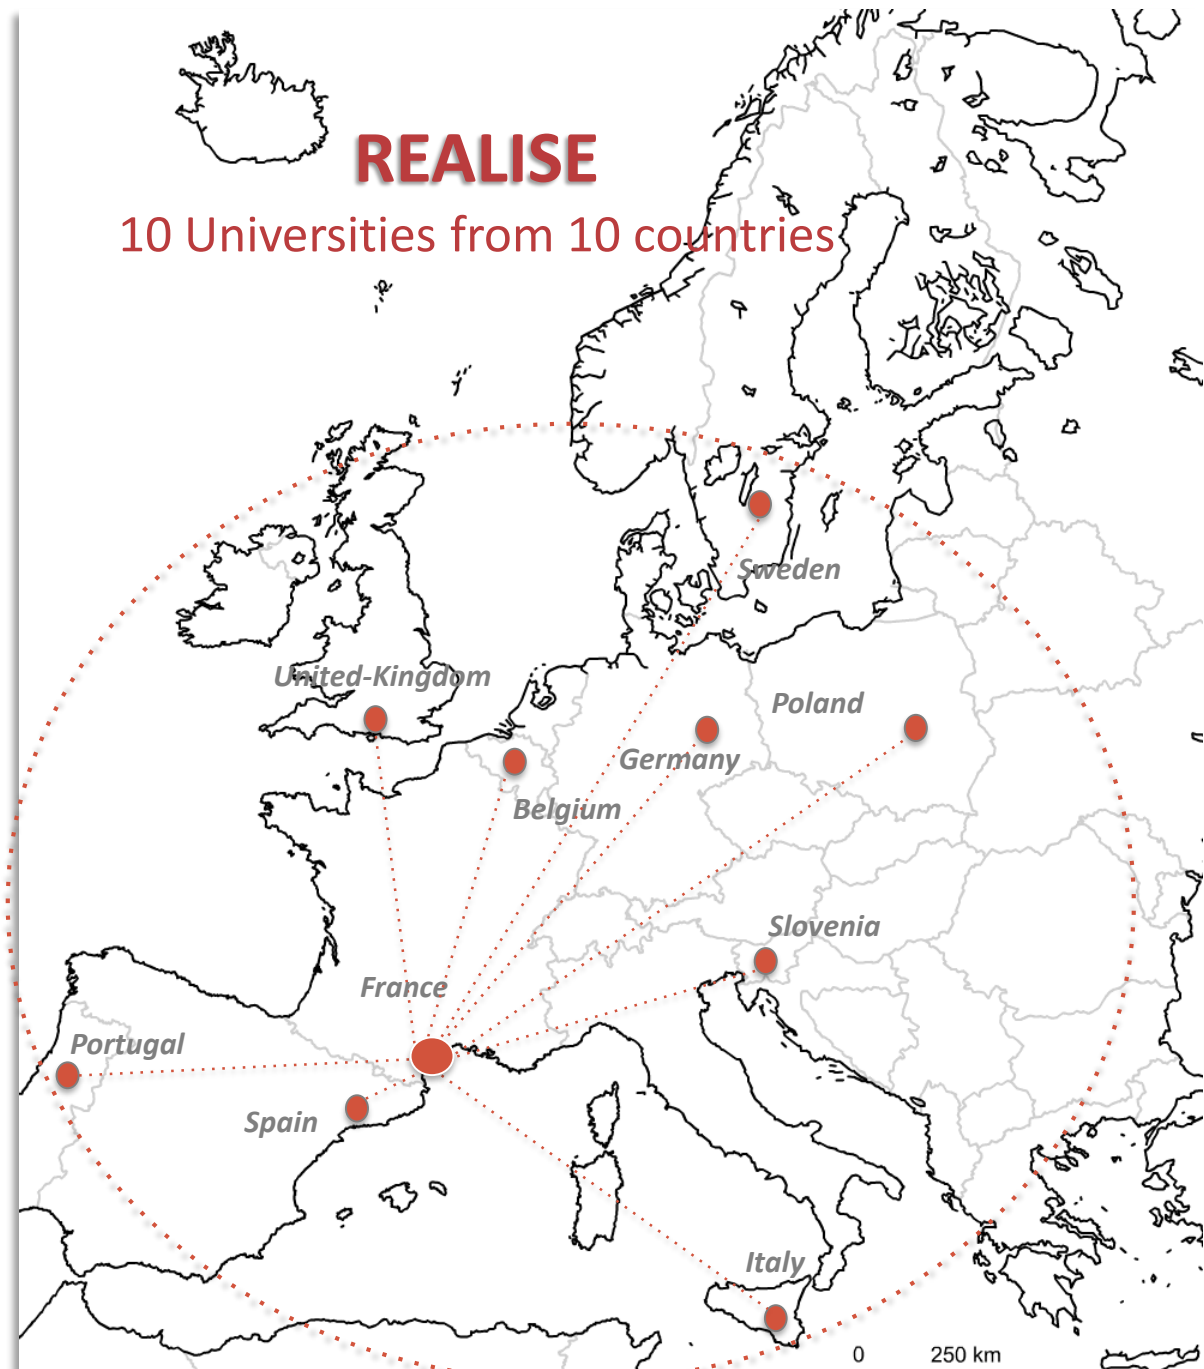 REALISE
10 Universities from 10 countries
Sweden
United-Kingdom
Poland
Germany
Belgium
Slovenia
France
Portugal
Spain
Italy
0 250 km